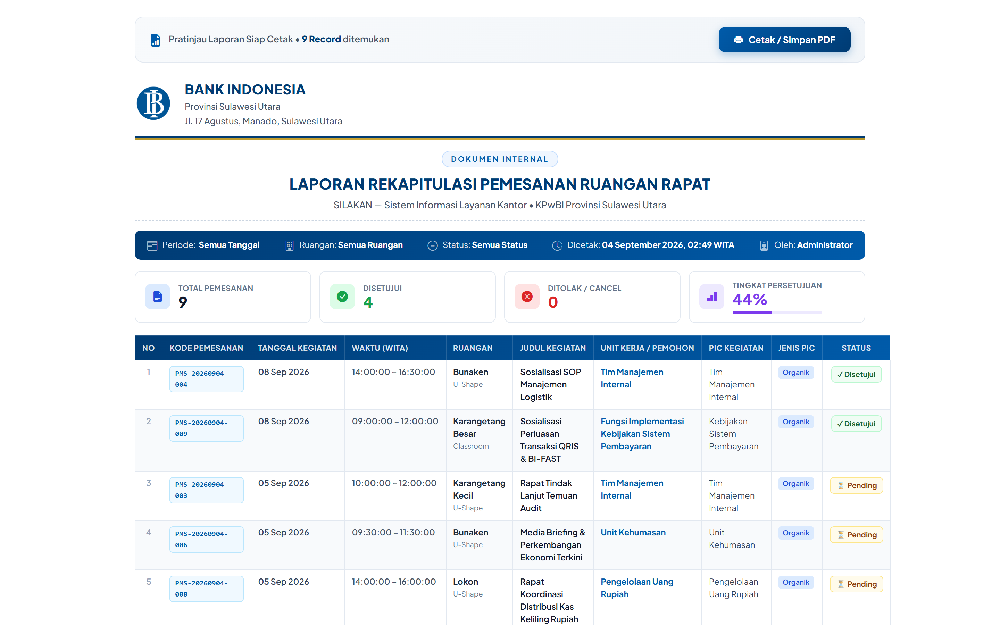 Pratinjau Laporan Siap Cetak • 9 Record ditemukan
Cetak / Simpan PDF
BANK INDONESIA
Provinsi Sulawesi Utara
Jl. 17 Agustus, Manado, Sulawesi Utara
DOKUMEN INTERNAL
LAPORAN REKAPITULASI PEMESANAN RUANGAN RAPAT
SILAKAN — Sistem Informasi Layanan Kantor • KPwBI Provinsi Sulawesi Utara
Periode: Semua Tanggal
Ruangan: Semua Ruangan
Status: Semua Status
Dicetak: 04 September 2026, 02:49 WITA
Oleh: Administrator
TOTAL PEMESANAN
9
DISETUJUI
4
DITOLAK / CANCEL
0
TINGKAT PERSETUJUAN
44%
NO KODE PEMESANAN TANGGAL KEGIATAN WAKTU (WITA) RUANGAN JUDUL KEGIATAN UNIT KERJA / PEMOHON PIC KEGIATAN JENIS PIC STATUS
1
PMS-20260904-
004
08 Sep 2026
14:00:00 – 16:30:00
Bunaken
U-Shape
Sosialisasi SOP
Manajemen
Logistik
Tim Manajemen
Internal
Tim
Manajemen
Internal
Organik
✓ Disetujui
2
PMS-20260904-
009
08 Sep 2026
09:00:00 – 12:00:00
Karangetang
Besar
Classroom
Sosialisasi
Perluasan
Transaksi QRIS
& BI-FAST
Fungsi Implementasi
Kebijakan Sistem
Pembayaran
Kebijakan
Sistem
Pembayaran
Organik
✓ Disetujui
3
PMS-20260904-
003
05 Sep 2026
10:00:00 – 12:00:00
Karangetang
Kecil
U-Shape
Rapat Tindak
Lanjut Temuan
Audit
Tim Manajemen
Internal
Tim
Manajemen
Internal
Organik
⏳ Pending
4
PMS-20260904-
006
05 Sep 2026
09:30:00 – 11:30:00
Bunaken
U-Shape
Media Briefing &
Perkembangan
Ekonomi Terkini
Unit Kehumasan
Unit
Kehumasan
Organik
⏳ Pending
5
PMS-20260904-
008
05 Sep 2026
14:00:00 – 16:00:00
Lokon
U-Shape
Rapat
Koordinasi
Distribusi Kas
Keliling Rupiah
Pengelolaan Uang
Rupiah
Pengelolaan
Uang Rupiah
Organik
⏳ Pending